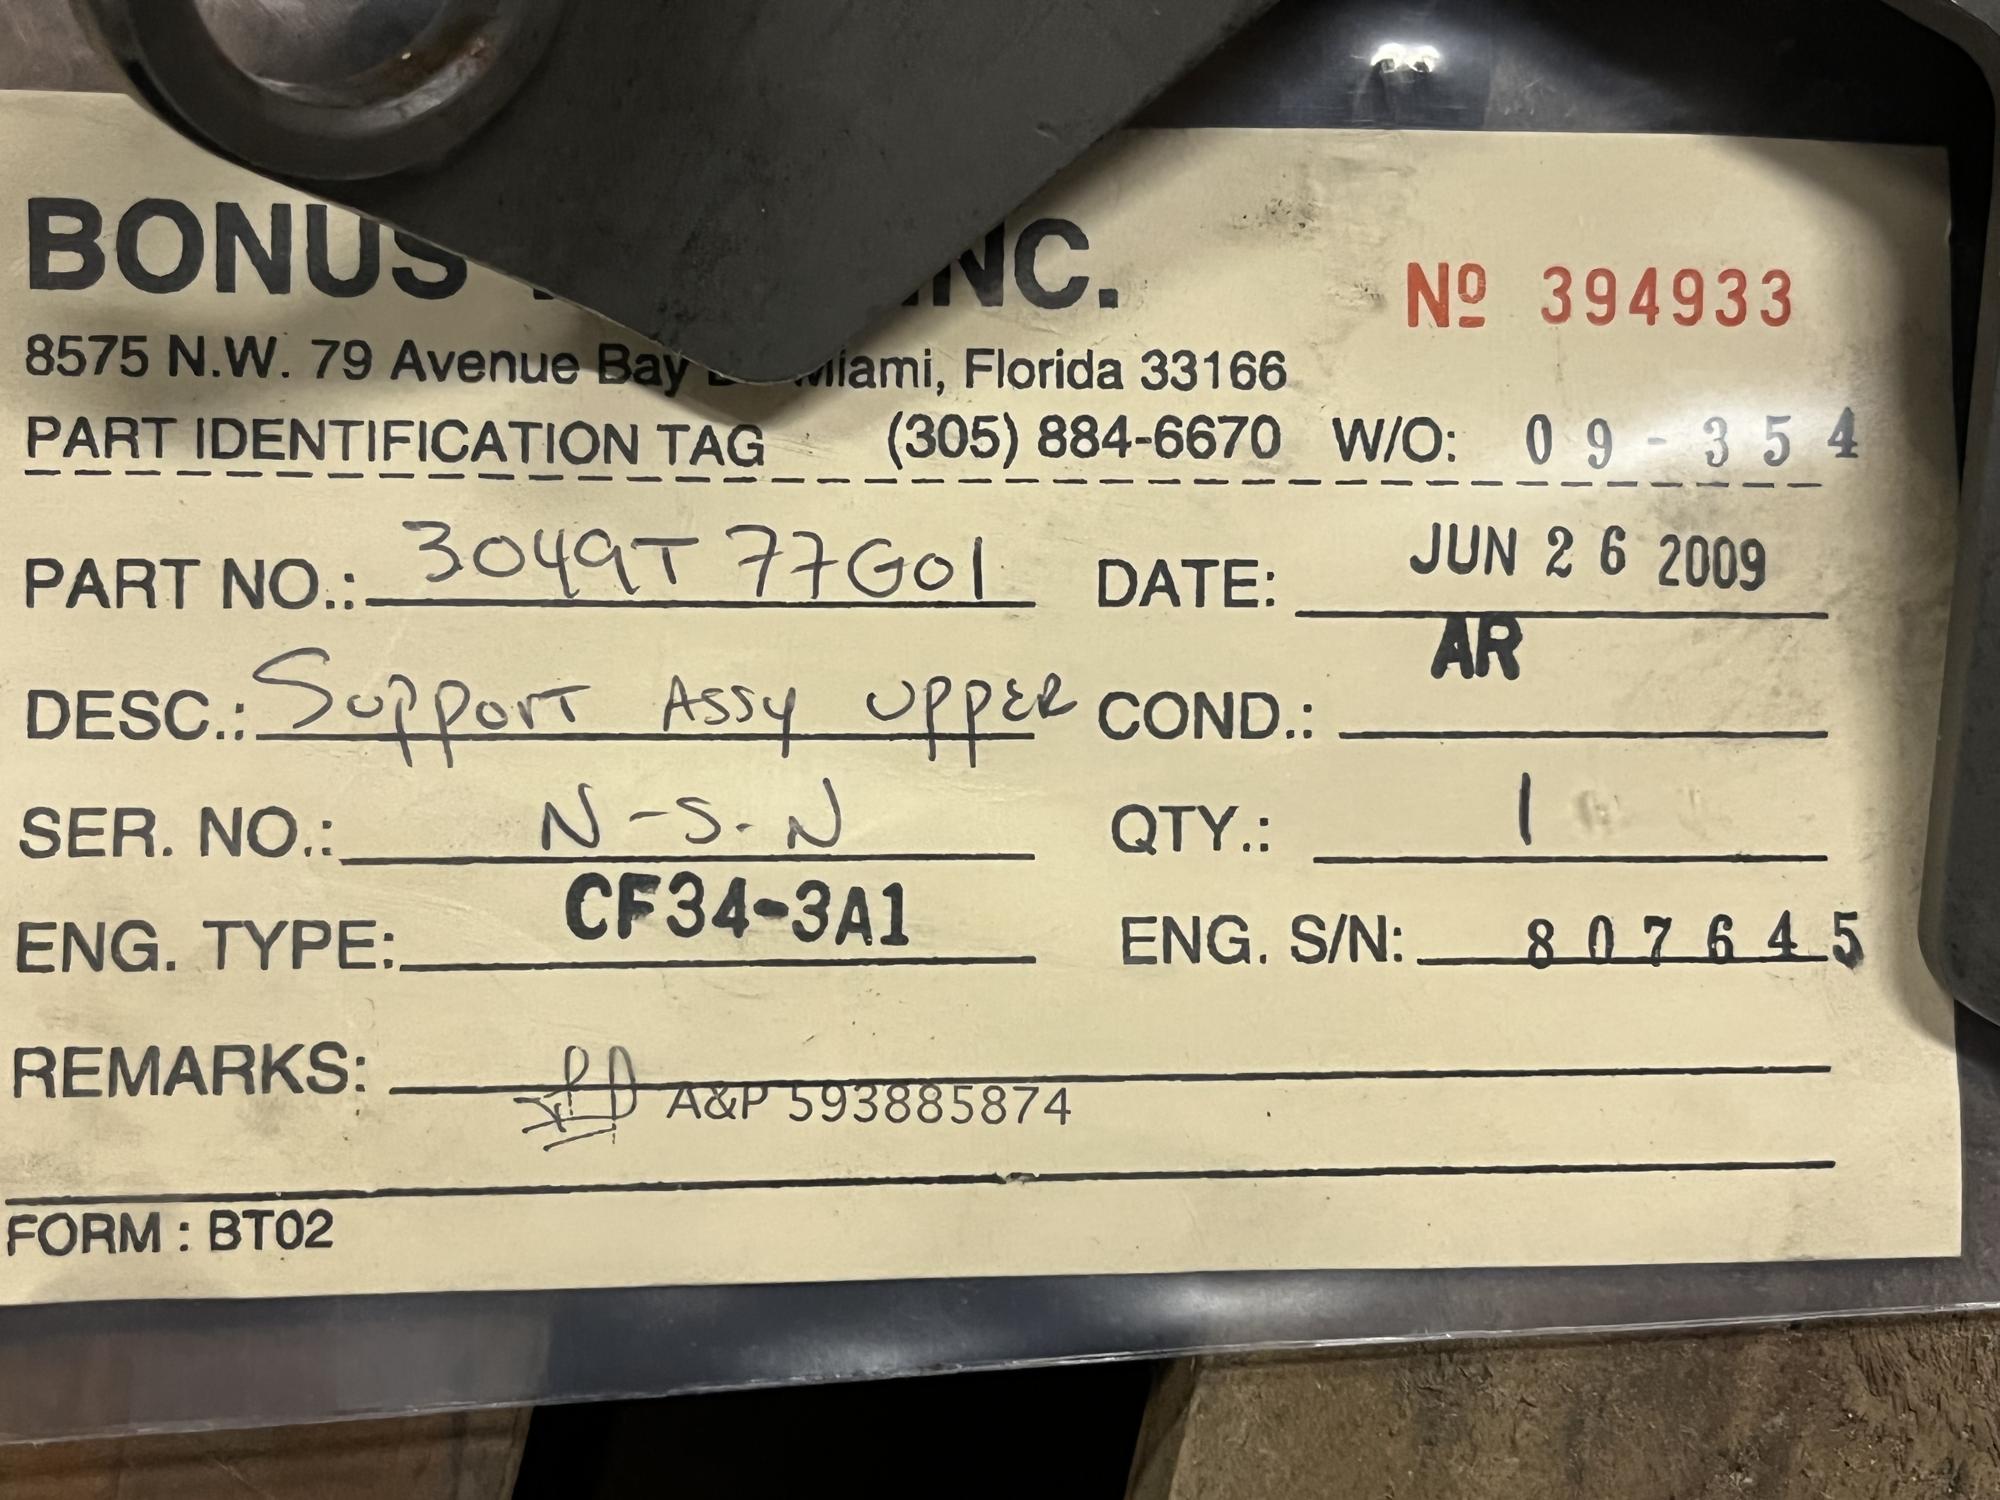 BONUS INC.
Nº 394933
8575 N.W. 79 Avenue Bay Miami, Florida 33166
PART IDENTIFICATION TAG (305) 884-6670 W/O: 09-354
PART NO.: 3049T77G01 DATE: JUN 26 2009
DESC.: Support Assy upper COND.: AR
SER. NO.: N-S-N QTY.: 1
ENG. TYPE: CF34-3A1 ENG. S/N: 807645
REMARKS:
A&P 593885874
FORM : BT02